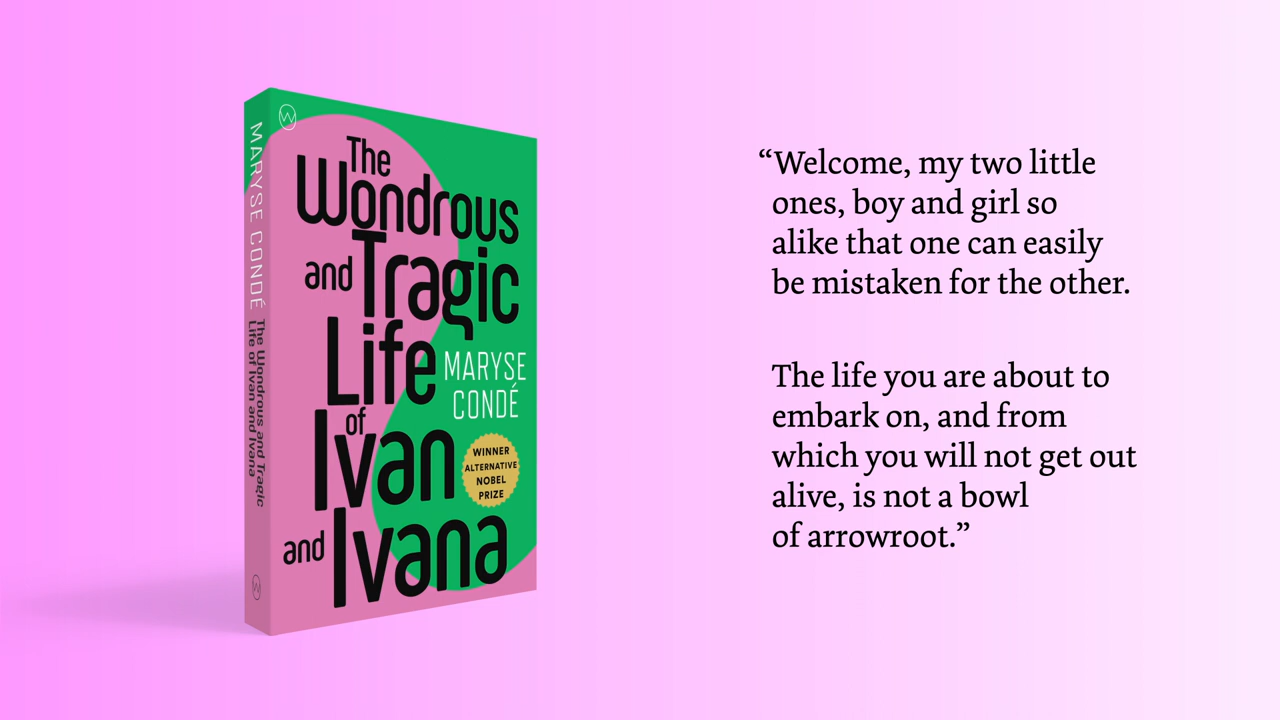 MARYSE CONDÉ
The Wondrous and Tragic
Life of Ivan and Ivana
The
Wondrous
and Tragic
Life
of
Ivan
and Ivana
MARYSE
CONDÉ
WINNER
ALTERNATIVE
NOBEL
PRIZE
“Welcome, my two little
ones, boy and girl so
alike that one can easily
be mistaken for the other.
The life you are about to
embark on, and from
which you will not get out
alive, is not a bowl
of arrowroot.”